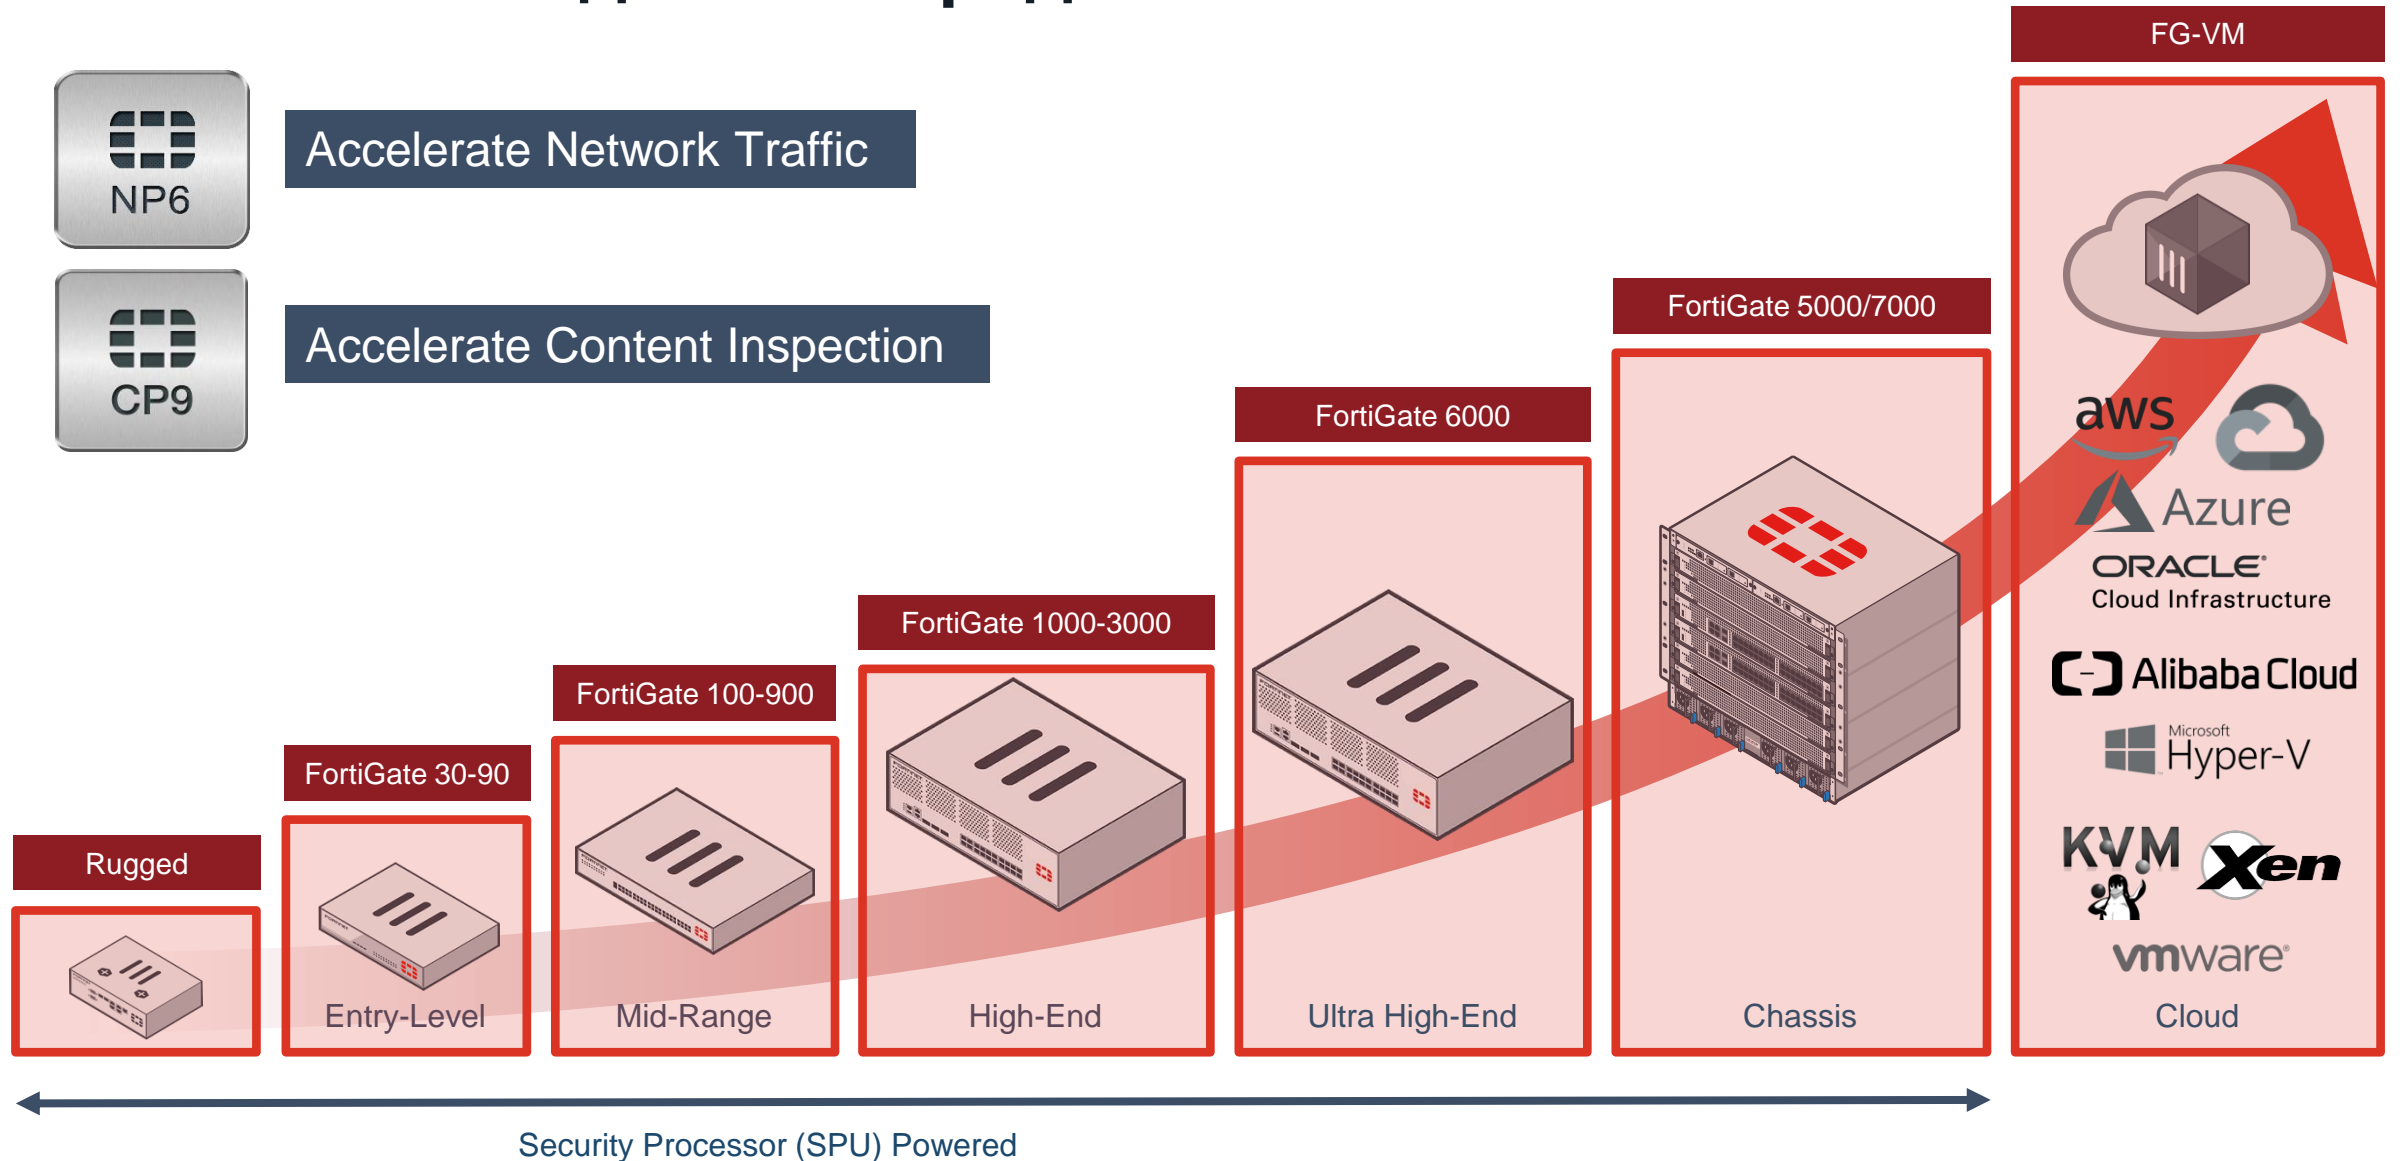 FG-VM
NP6
Accelerate Network Traffic
CP9
Accelerate Content Inspection
FortiGate 5000/7000
FortiGate 6000
FortiGate 1000-3000
FortiGate 100-900
FortiGate 30-90
Rugged
aws
Azure
ORACLE®
Cloud Infrastructure
Alibaba Cloud
Microsoft
Hyper-V
KVM
Xen
vmware®
Entry-Level
Mid-Range
High-End
Ultra High-End
Chassis
Cloud
Security Processor (SPU) Powered